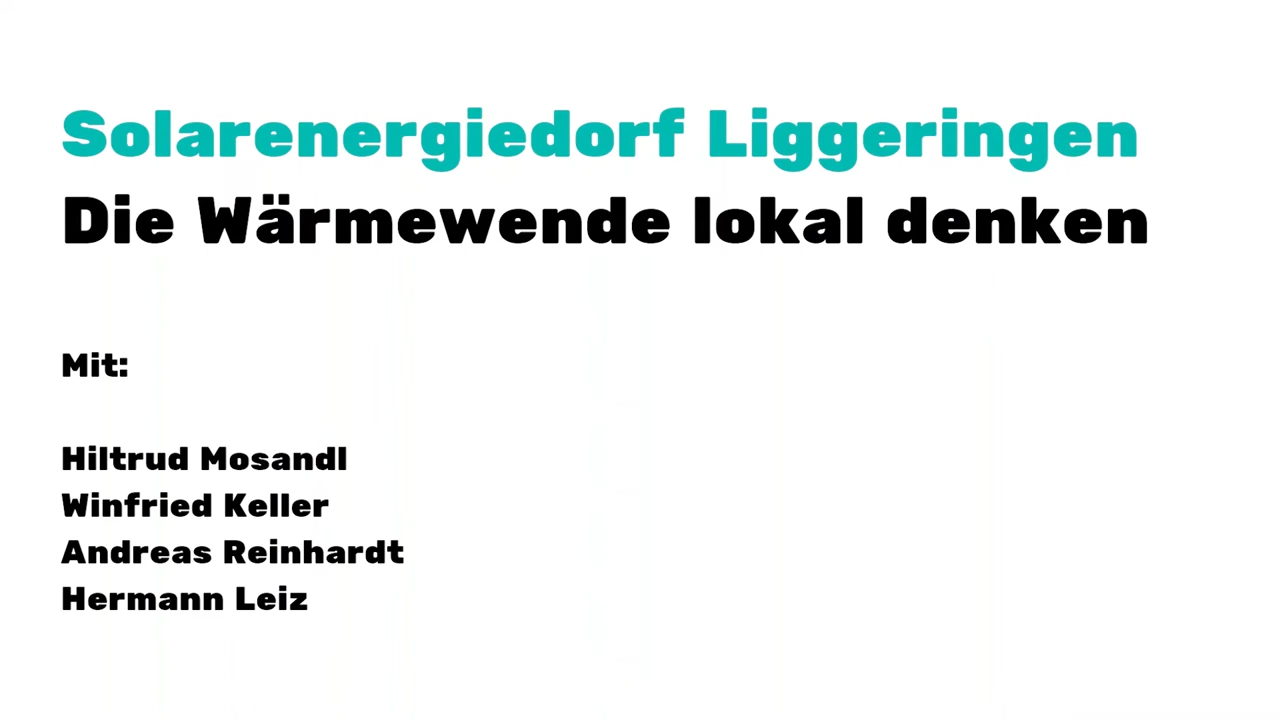 Solarenergiedorf Liggeringen
Die Wärmewende lokal denken
Mit:
Hiltrud Mosandl
Winfried Keller
Andreas Reinhardt
Hermann Leiz